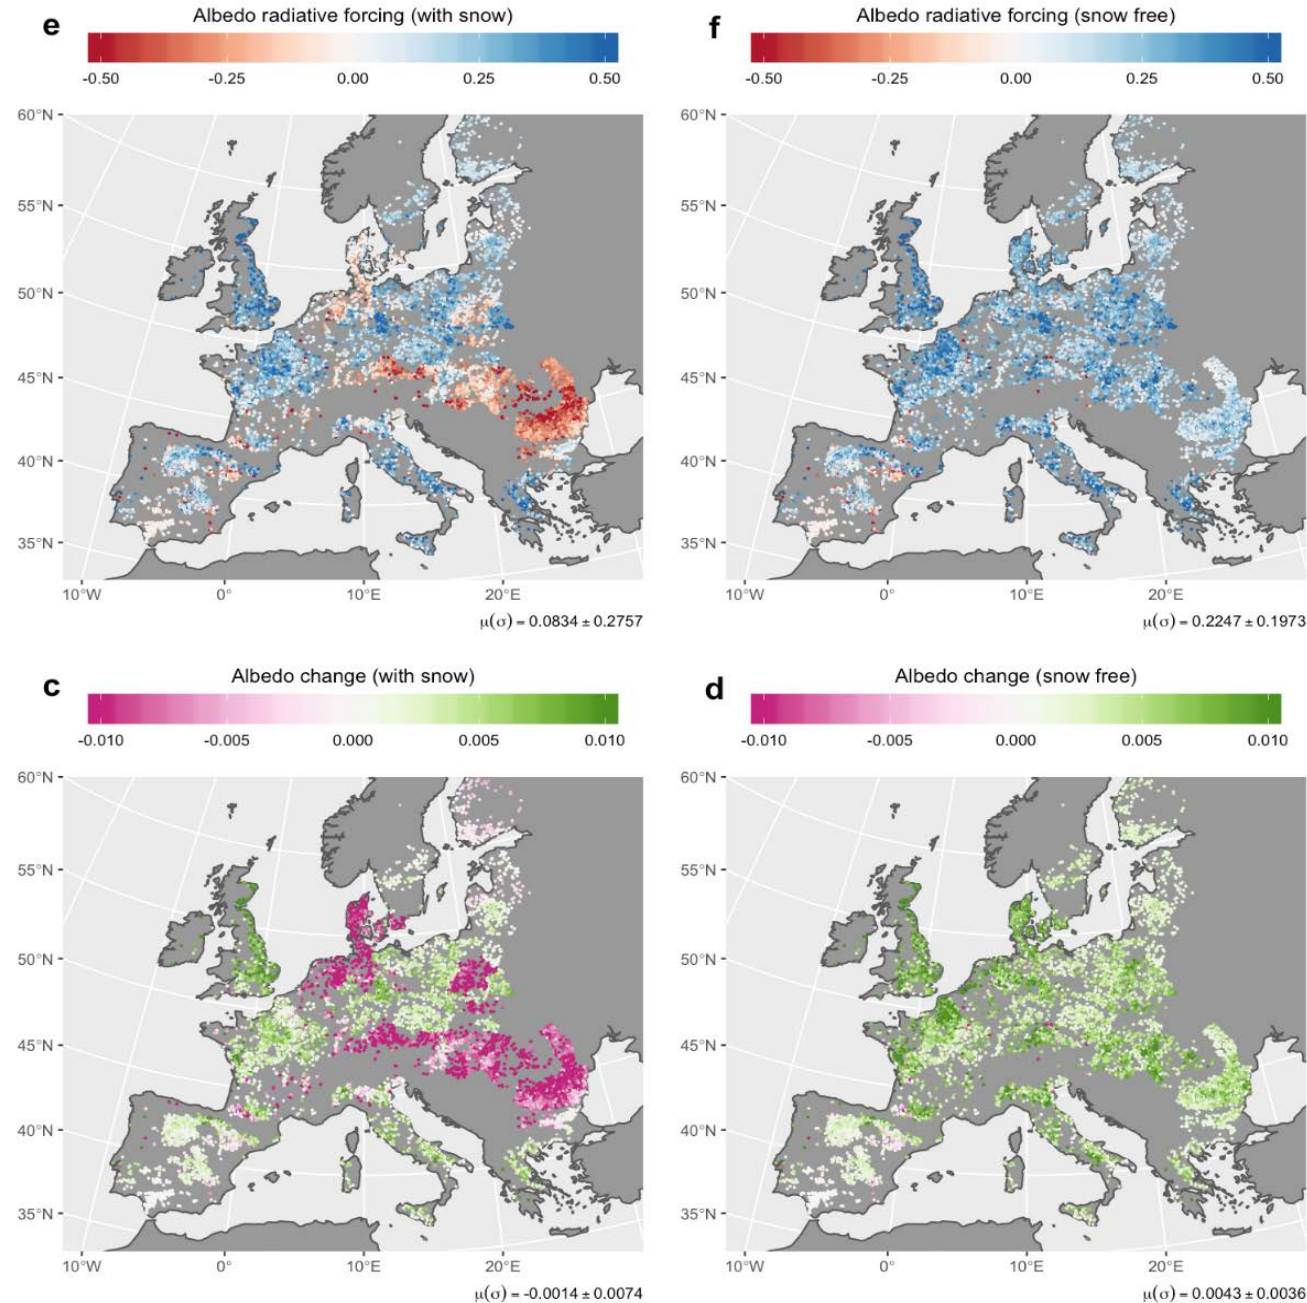 e
Albedo radiative forcing (with snow)
-0.50 -0.25 0.00 0.25 0.50
60°N
55°N
50°N
45°N
40°N
35°N
10°W 0° 10°E 20°E
μ(σ) = 0.0834 ± 0.2757
f
Albedo radiative forcing (snow free)
-0.50 -0.25 0.00 0.25 0.50
60°N
55°N
50°N
45°N
40°N
35°N
10°W 0° 10°E 20°E
μ(σ) = 0.2247 ± 0.1973
c
Albedo change (with snow)
-0.010 -0.005 0.000 0.005 0.010
60°N
55°N
50°N
45°N
40°N
35°N
10°W 0° 10°E 20°E
μ(σ) = -0.0014 ± 0.0074
d
Albedo change (snow free)
-0.010 -0.005 0.000 0.005 0.010
60°N
55°N
50°N
45°N
40°N
35°N
10°W 0° 10°E 20°E
μ(σ) = 0.0043 ± 0.0036